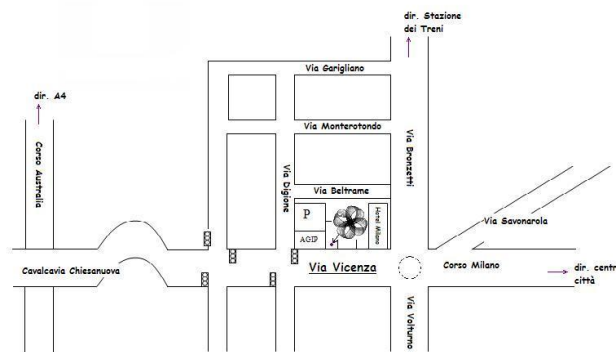 dir. Stazione
dei Treni
Via Garigliano
dir. A4
Via Monterotondo
Corso Australia
Via Digione
Via Bronzetti
Via Beltrame
P
Hotel Milano
Via Savonarola
AGIP
Cavalcavia Chiesanuova
Via Vicenza
Corso Milano
dir. centr
città
Via Volturno